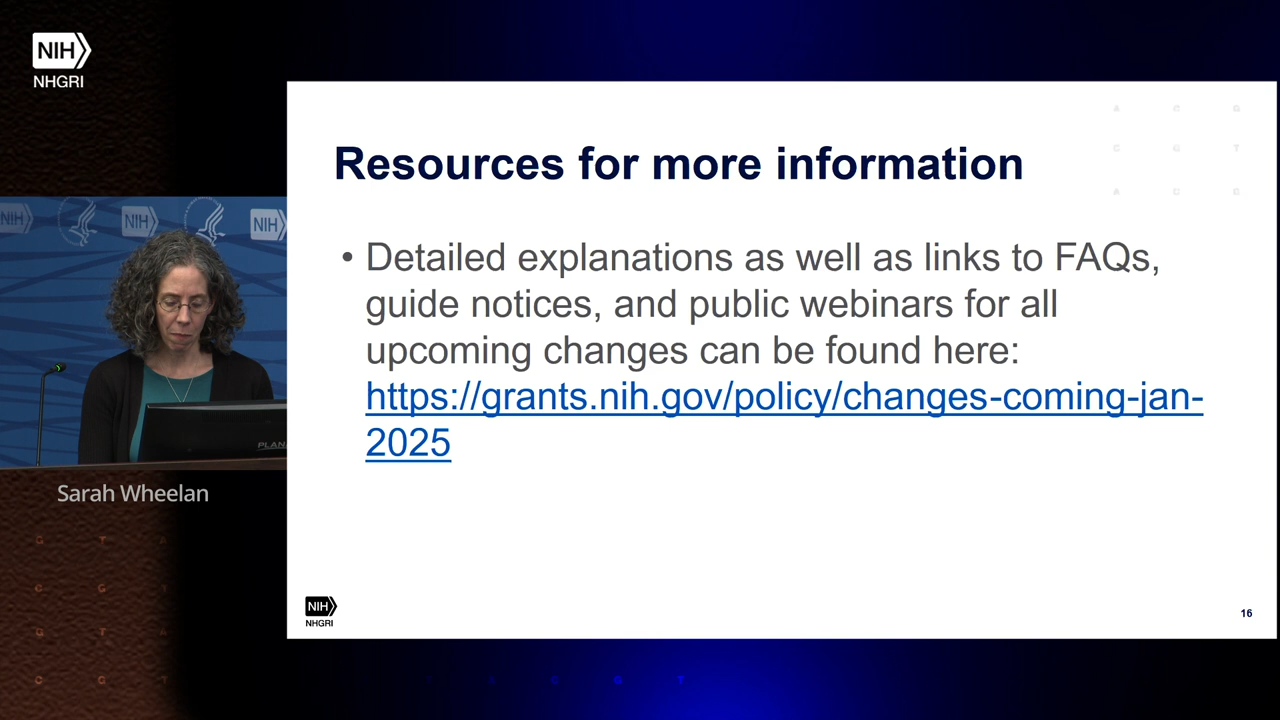 NIH
NHGRI
Resources for more information
• Detailed explanations as well as links to FAQs,
guide notices, and public webinars for all
upcoming changes can be found here:
https://grants.nih.gov/policy/changes-coming-jan-
2025
NIH
NIH
NIH
Sarah Wheelan
NIH
NHGRI
16